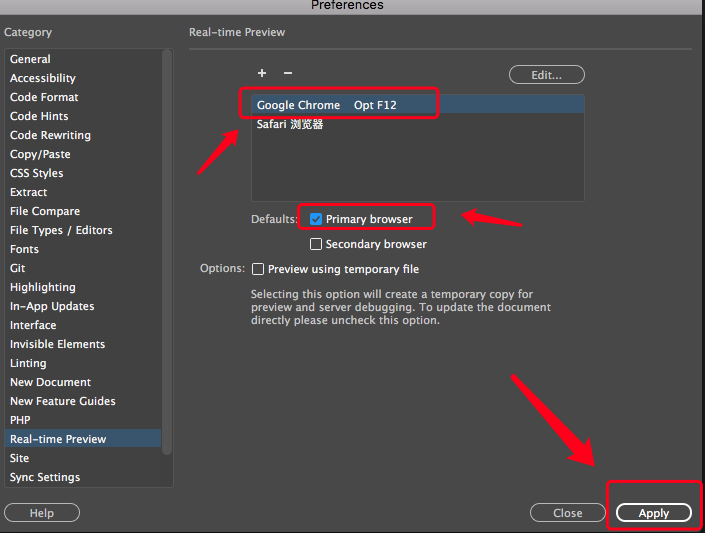 Preferences
Category
General
Accessibility
Code Format
Code Hints
Code Rewriting
Copy/Paste
CSS Styles
Extract
File Compare
File Types / Editors
Fonts
Git
Highlighting
In-App Updates
Interface
Invisible Elements
Linting
New Document
New Feature Guides
PHP
Real-time Preview
Site
Sync Settings
Real-time Preview
+ −
Edit...
Google Chrome Opt F12
Safari 浏览器
Defaults: Primary browser
Secondary browser
Options: Preview using temporary file
Selecting this option will create a temporary copy for
preview and server debugging. To update the document
directly please uncheck this option.
Help
Close
Apply